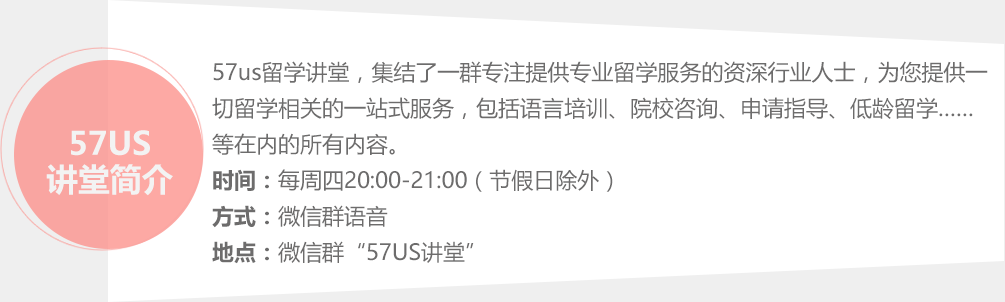 57US
讲堂简介
57us留学讲堂，集结了一群专注提供专业留学服务的资深行业人士，为您提供一
切留学相关的一站式服务，包括语言培训、院校咨询、申请指导、低龄留学......
等在内的所有内容。
时间：每周四20:00-21:00（节假日除外）
方式：微信群语音
地点：微信群“57US讲堂”